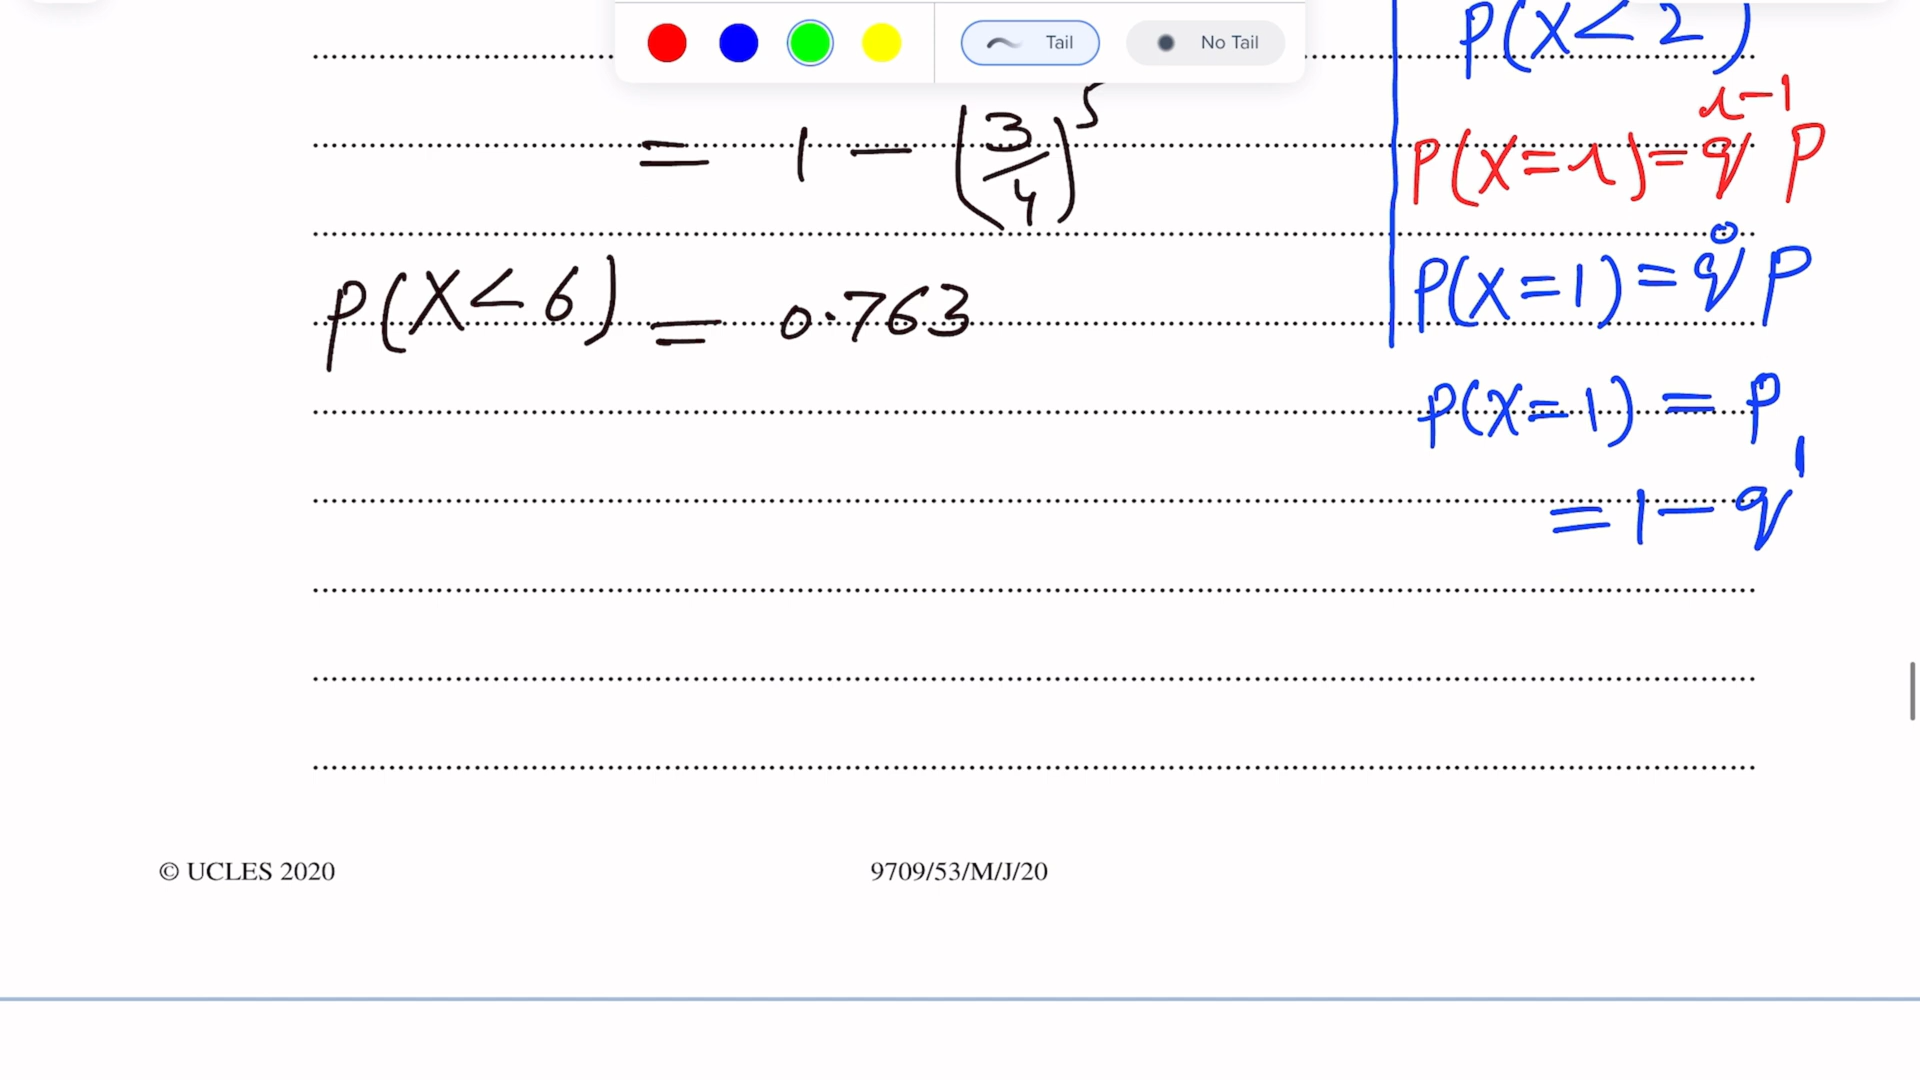 Tail No Tail
= 1 - (3/4)^5
P(X < 6) = 0.763
P(X < 2)
P(X = r) = q^{r-1} P
P(X = 1) = q^0 P
P(X = 1) = P
= 1 - q^1
© UCLES 2020 9709/53/M/J/20